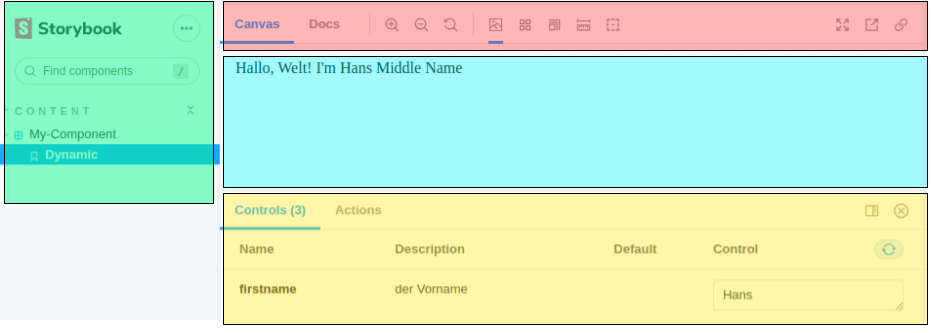 Storybook
Find components /
CONTENT
My-Component
Dynamic
Canvas Docs
Hallo, Welt! I'm Hans Middle Name
Controls (3) Actions
Name Description Default Control
firstname der Vorname Hans